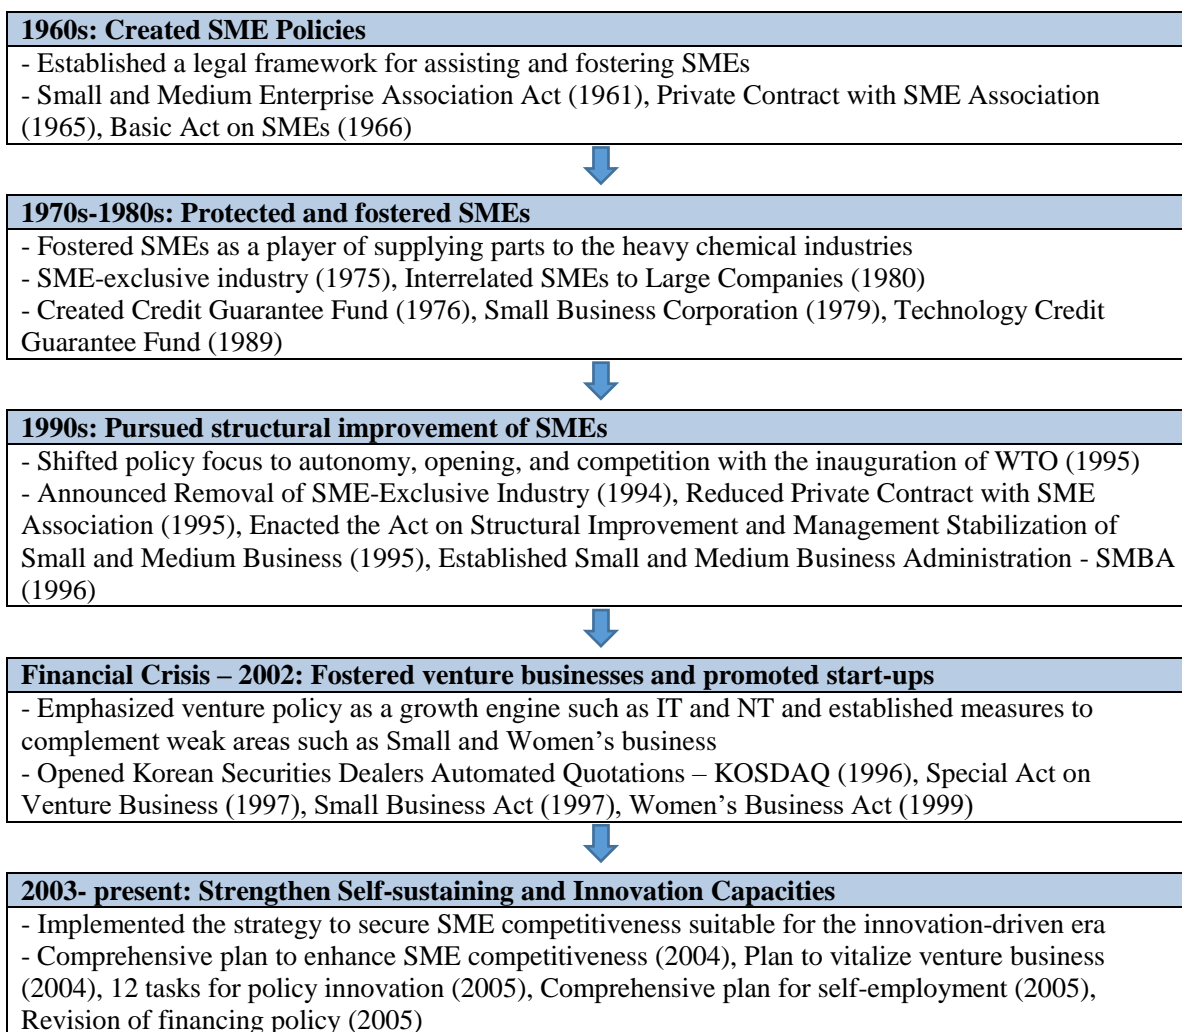 1960s: Created SME Policies
- Established a legal framework for assisting and fostering SMEs
- Small and Medium Enterprise Association Act (1961), Private Contract with SME Association
(1965), Basic Act on SMEs (1966)
1970s-1980s: Protected and fostered SMEs
- Fostered SMEs as a player of supplying parts to the heavy chemical industries
- SME-exclusive industry (1975), Interrelated SMEs to Large Companies (1980)
- Created Credit Guarantee Fund (1976), Small Business Corporation (1979), Technology Credit
Guarantee Fund (1989)
1990s: Pursued structural improvement of SMEs
- Shifted policy focus to autonomy, opening, and competition with the inauguration of WTO (1995)
- Announced Removal of SME-Exclusive Industry (1994), Reduced Private Contract with SME
Association (1995), Enacted the Act on Structural Improvement and Management Stabilization of
Small and Medium Business (1995), Established Small and Medium Business Administration - SMBA
(1996)
Financial Crisis – 2002: Fostered venture businesses and promoted start-ups
- Emphasized venture policy as a growth engine such as IT and NT and established measures to
complement weak areas such as Small and Women’s business
- Opened Korean Securities Dealers Automated Quotations – KOSDAQ (1996), Special Act on
Venture Business (1997), Small Business Act (1997), Women’s Business Act (1999)
2003- present: Strengthen Self-sustaining and Innovation Capacities
- Implemented the strategy to secure SME competitiveness suitable for the innovation-driven era
- Comprehensive plan to enhance SME competitiveness (2004), Plan to vitalize venture business
(2004), 12 tasks for policy innovation (2005), Comprehensive plan for self-employment (2005),
Revision of financing policy (2005)